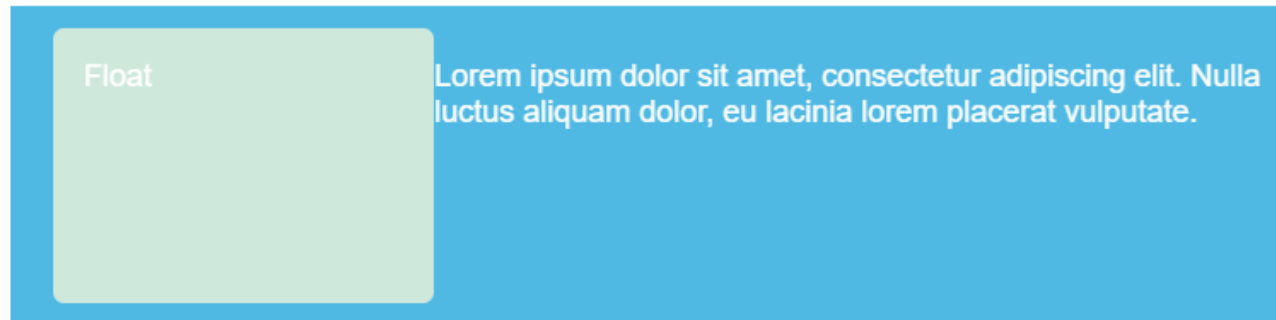 Float
Lorem ipsum dolor sit amet, consectetur adipiscing elit. Nulla
luctus aliquam dolor, eu lacinia lorem placerat vulputate.